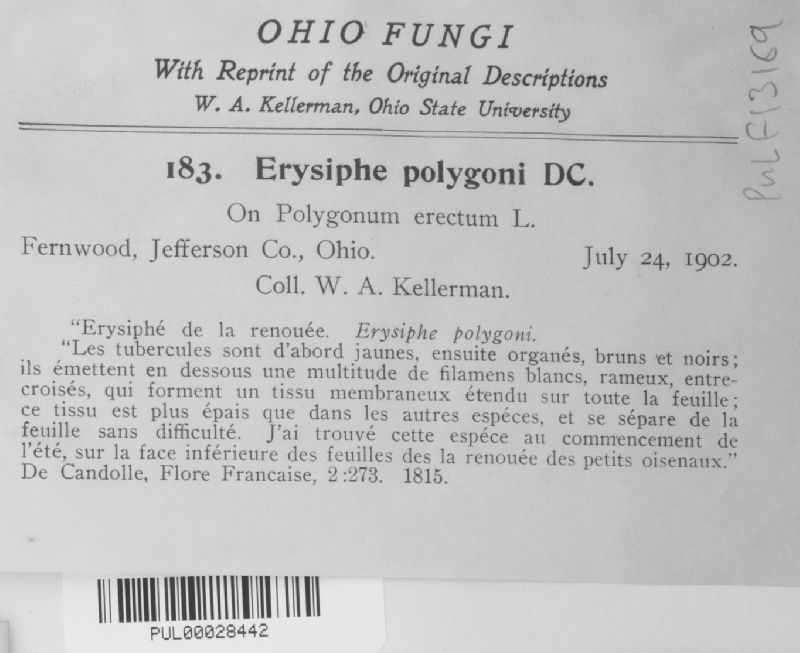 OHIO FUNGI
With Reprint of the Original Descriptions
W. A. Kellerman, Ohio State University
183. Erysiphe polygoni DC.
On Polygonum erectum L.
Fernwood, Jefferson Co., Ohio. July 24, 1902.
Coll. W. A. Kellerman.
"Erysiphé de la renouée. Erysiphe polygoni.
"Les tubercules sont d'abord jaunes, ensuite organés, bruns et noirs;
ils émettent en dessous une multitude de filamens blancs, rameux, entre-
croisés, qui forment un tissu membraneux étendu sur toute la feuille;
ce tissu est plus épais que dans les autres espéces, et se sépare de la
feuille sans difficulté. J'ai trouvé cette espéce au commencement de
l'été, sur la face inférieure des feuilles des la renouée des petits oisenaux."
De Candolle, Flore Francaise, 2:273. 1815.
PUL F13169
PUL00028442